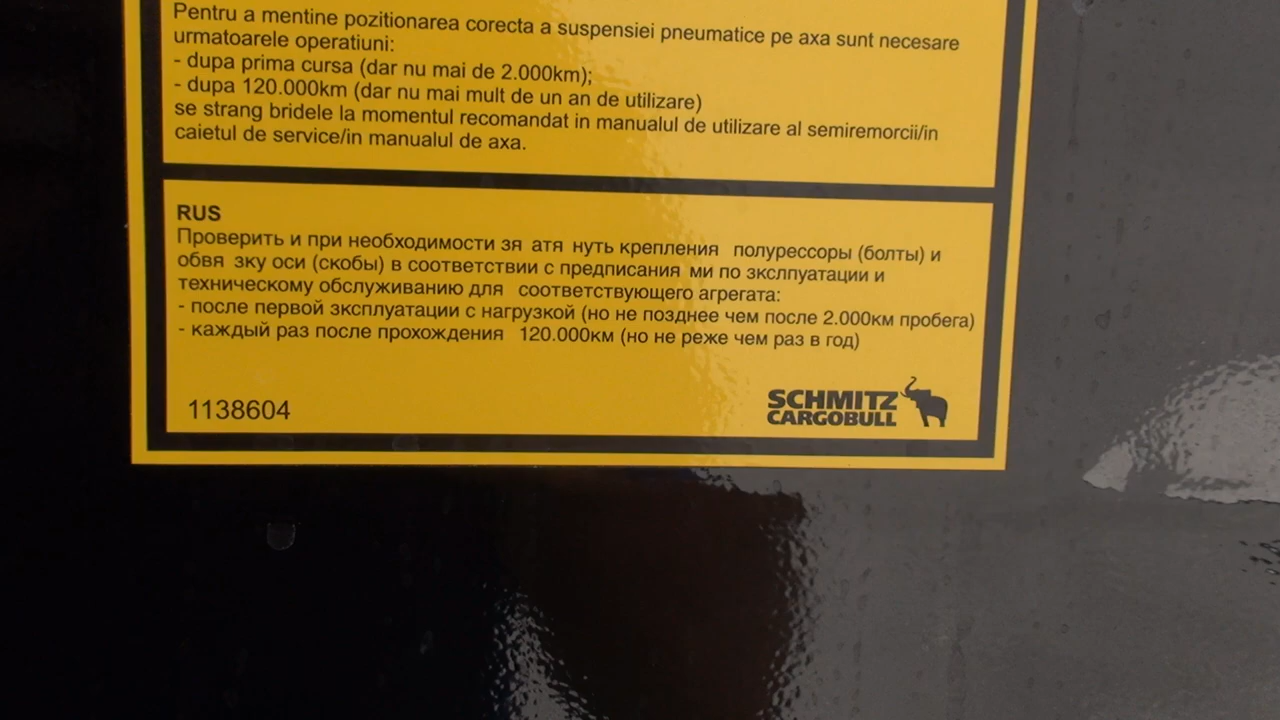 Pentru a mentine pozitionarea corecta a suspensiei pneumatice pe axa sunt necesare
urmatoarele operatiuni:
- dupa prima cursa (dar nu mai de 2.000km);
- dupa 120.000km (dar nu mai mult de un an de utilizare)
se strang bridele la momentul recomandat in manualul de utilizare al semiremorcii/in
caietul de service/in manualul de axa.
RUS
Проверить и при необходимости зя атя нуть крепления полурессоры (болты) и
обвя зку оси (скобы) в соответствии с предписания ми по зкслпуатации и
техническому обслуживанию для соответствующего агрегата:
- после первой зксплуатации с нагрузкой (но не позднее чем после 2.000км пробега)
- каждый раз после прохождения 120.000км (но не реже чем раз в год)
1138604
SCHMITZ
CARGOBULL